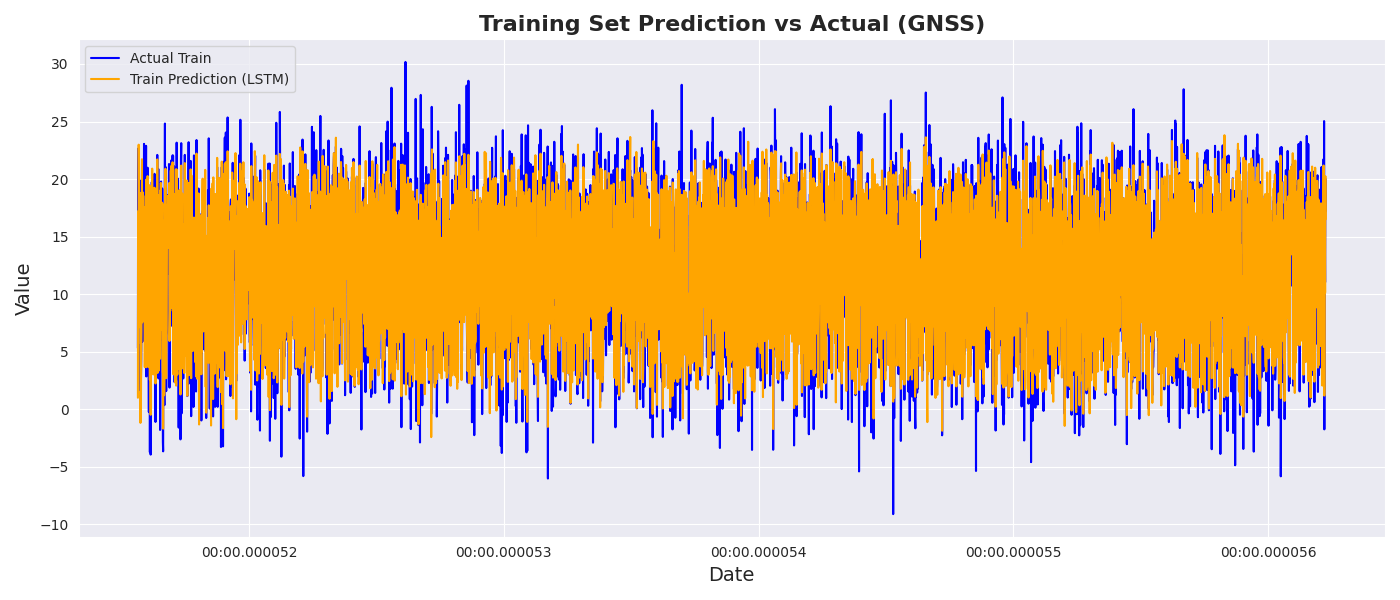 Training Set Prediction vs Actual (GNSS)
Actual Train
Train Prediction (LSTM)
Value
30
25
20
15
10
5
0
−5
−10
00:00.000052
00:00.000053
00:00.000054
00:00.000055
00:00.000056
Date